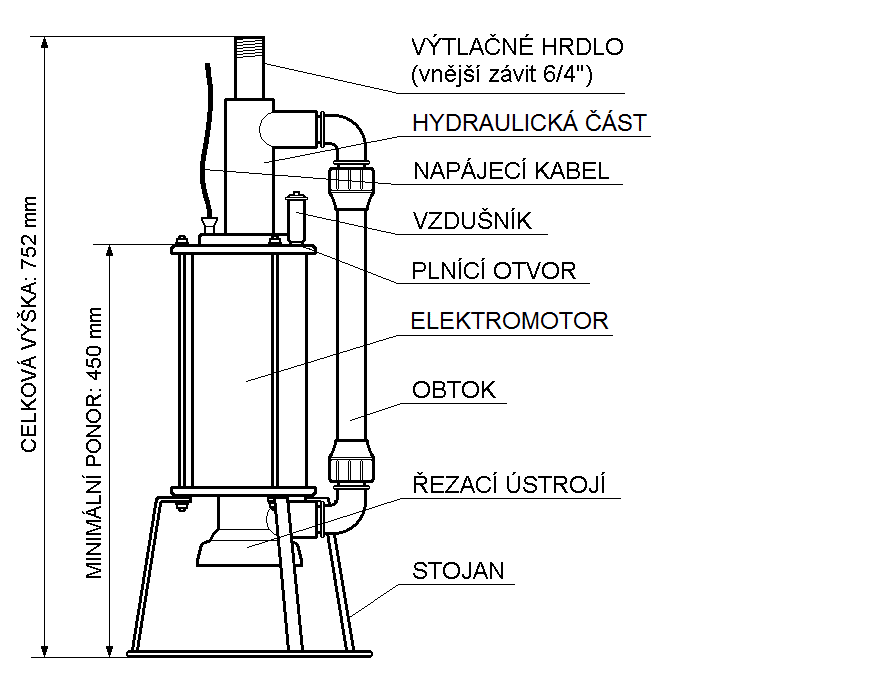 VÝTLAČNÉ HRDLO
(vnější závit 6/4")
HYDRAULICKÁ ČÁST
NAPÁJECÍ KABEL
VZDUŠNÍK
PLNÍCÍ OTVOR
ELEKTROMOTOR
OBTOK
ŘEZACÍ ÚSTROJÍ
STOJAN
CELKOVÁ VÝŠKA: 752 mm
MINIMÁLNÍ PONOR: 450 mm